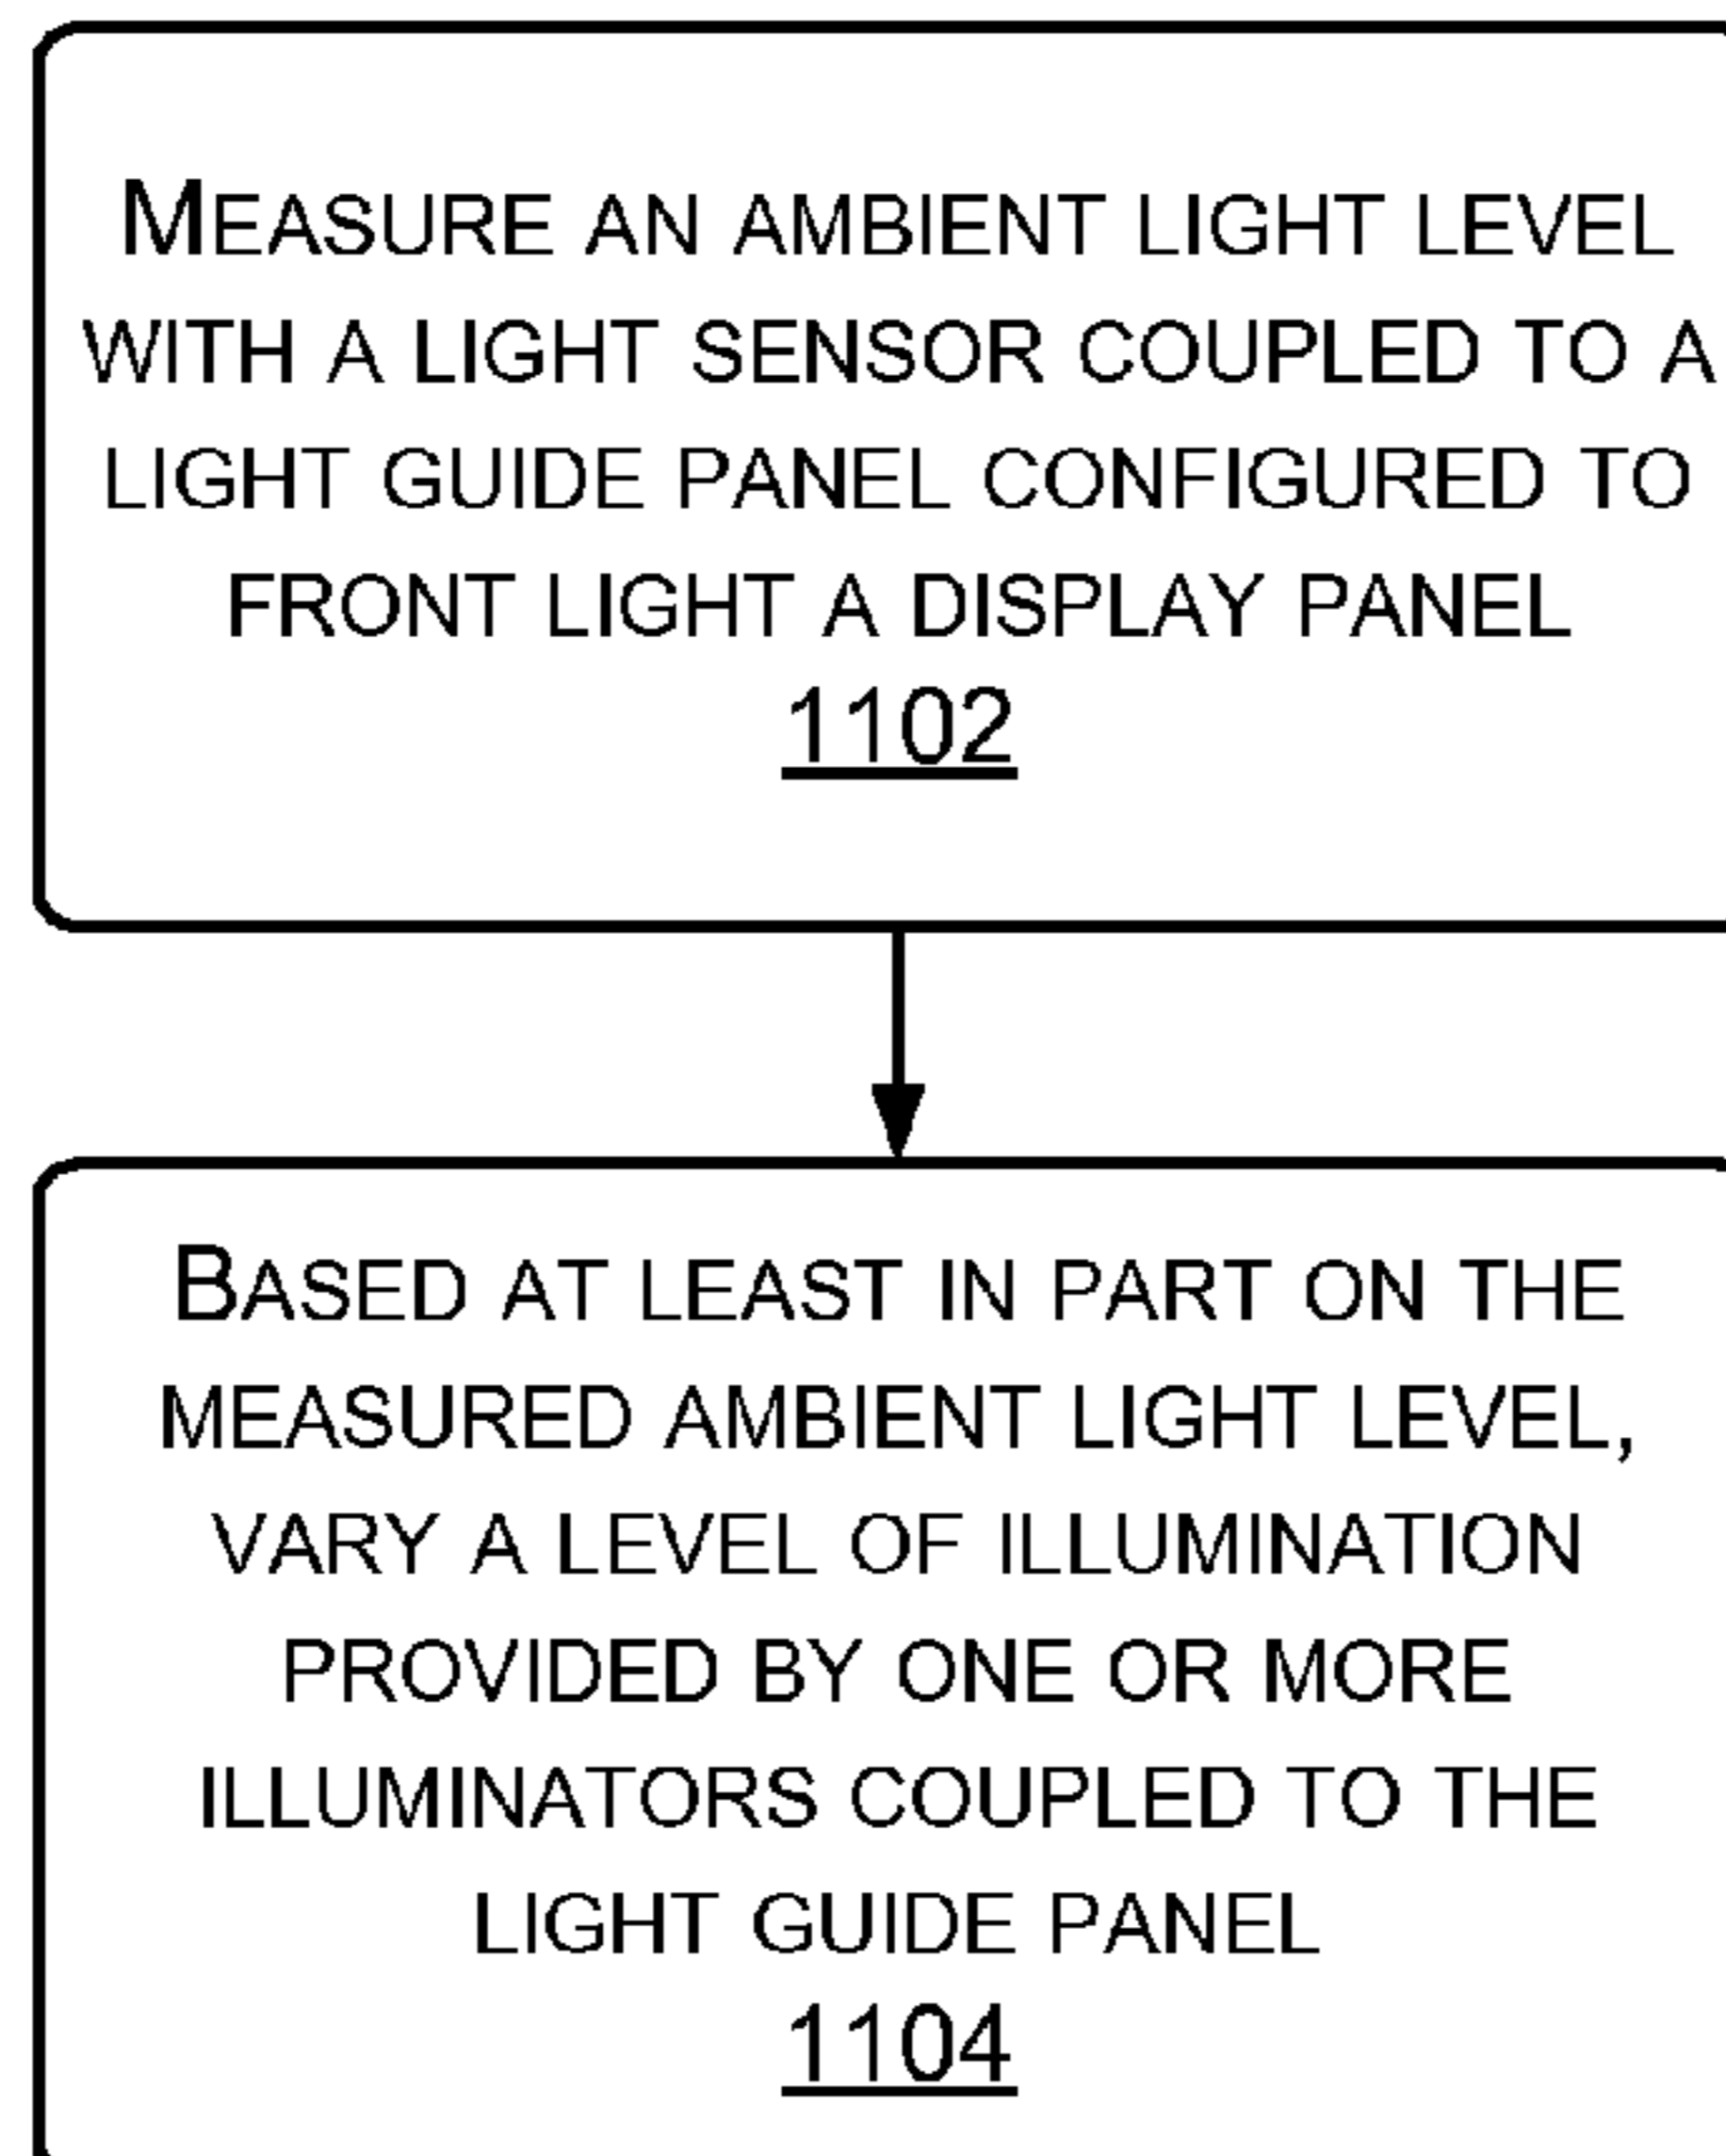 MEASURE AN AMBIENT LIGHT LEVEL
WITH A LIGHT SENSOR COUPLED TO A
LIGHT GUIDE PANEL CONFIGURED TO
FRONT LIGHT A DISPLAY PANEL
1102
BASED AT LEAST IN PART ON THE
MEASURED AMBIENT LIGHT LEVEL,
VARY A LEVEL OF ILLUMINATION
PROVIDED BY ONE OR MORE
ILLUMINATORS COUPLED TO THE
LIGHT GUIDE PANEL
1104